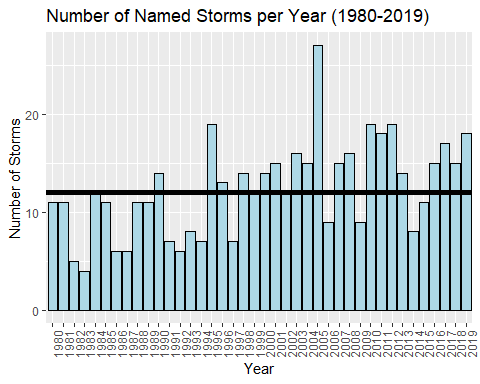 Number of Named Storms per Year (1980-2019)
Number of Storms
20
10
0
1980 1981 1982 1983 1984 1985 1986 1987 1988 1989 1990 1991 1992 1993 1994 1995 1996 1997 1998 1999 2000 2001 2002 2003 2004 2005 2006 2007 2008 2009 2010 2011 2012 2013 2014 2015 2016 2017 2018 2019
Year